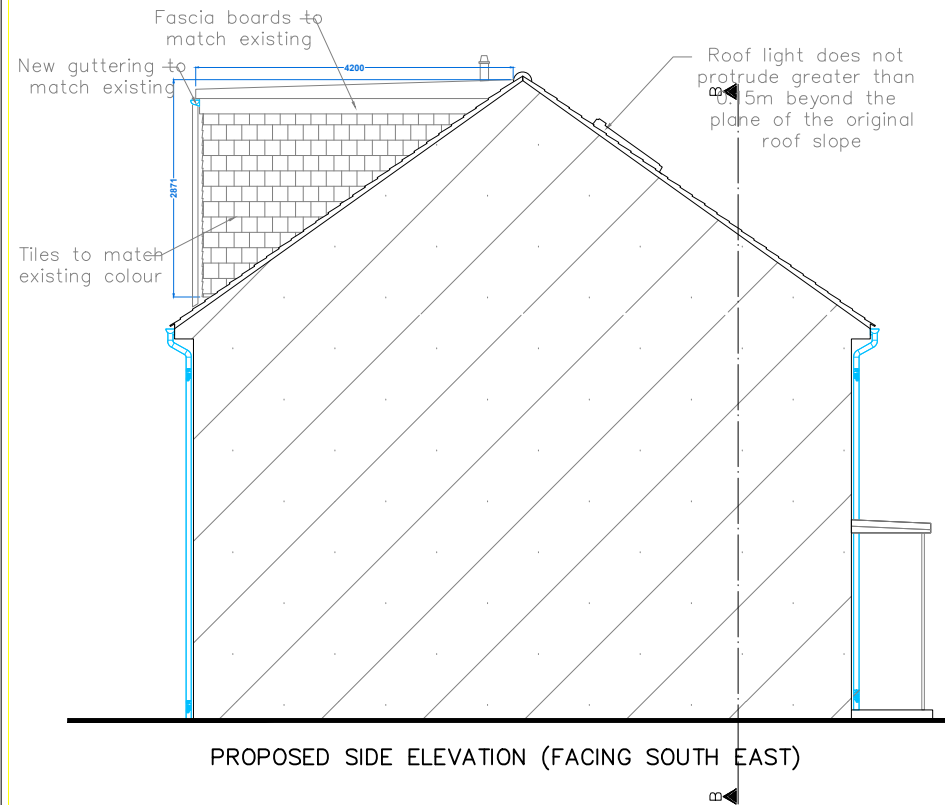 Fascia boards to
match existing
New guttering to
match existing
4200
Roof light does not
protrude greater than
0.15m beyond the
plane of the original
roof slope
B
2871
Tiles to match
existing colour
PROPOSED SIDE ELEVATION (FACING SOUTH EAST)
B